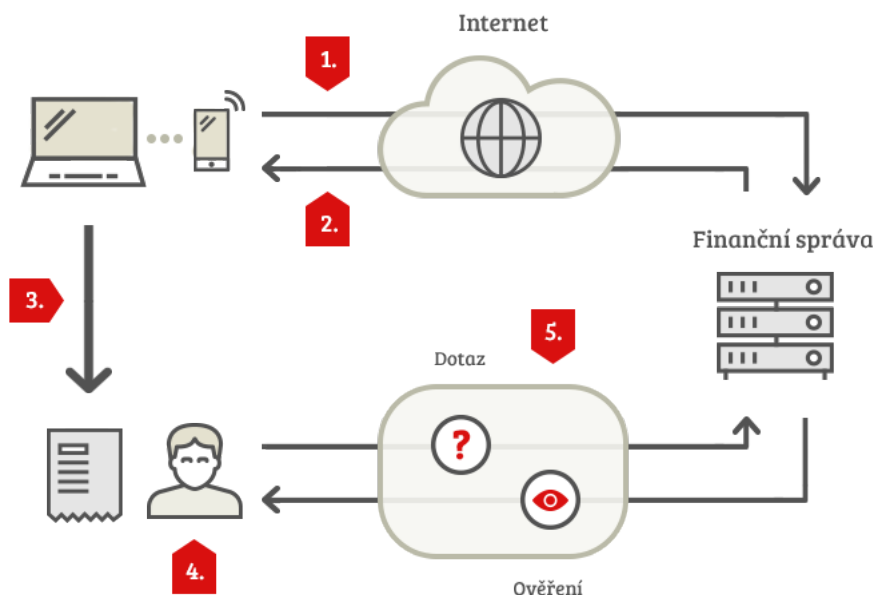 Internet
1.
2.
Finanční správa
3.
5.
Dotaz
?
4.
Ověření